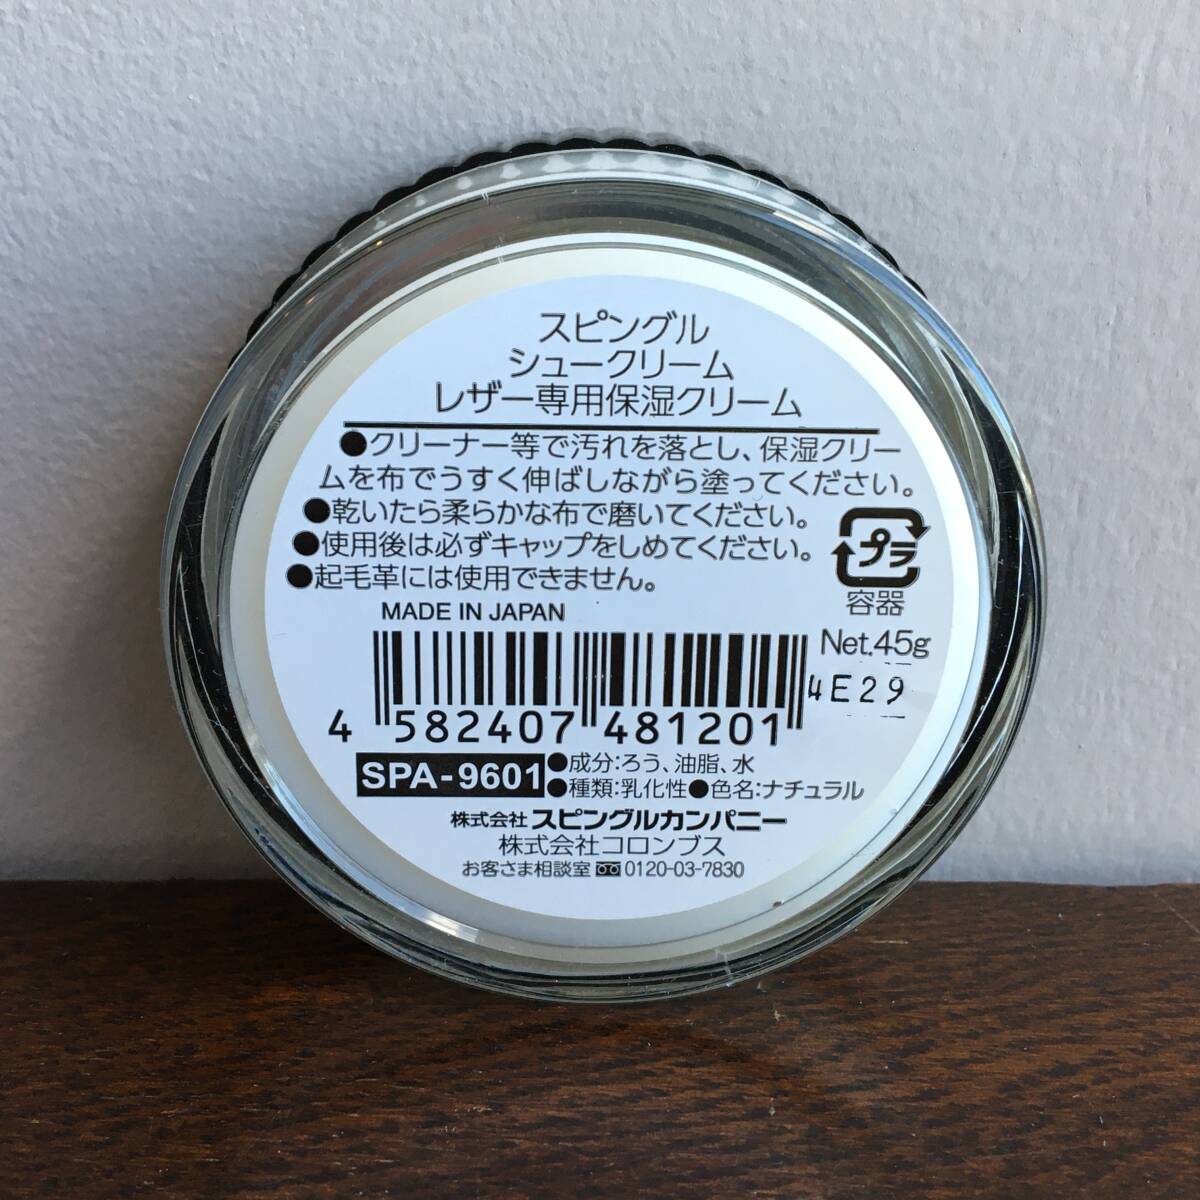 スピングル
シュークリーム
レザー専用保湿クリーム
●クリーナー等で汚れを落とし、保湿クリー
ムを布でうすく伸ばしながら塗ってください。
●乾いたら柔らかな布で磨いてください。
●使用後は必ずキャップをしめてください。
●起毛革には使用できません。
プラ
容器
MADE IN JAPAN
Net.45g
4E29
4 582407 481201
SPA-9601
●成分:ろう、油脂、水
●種類:乳化性●色名:ナチュラル
株式会社 スピングルカンパニー
株式会社コロンブス
お客さま相談室 0120-03-7830